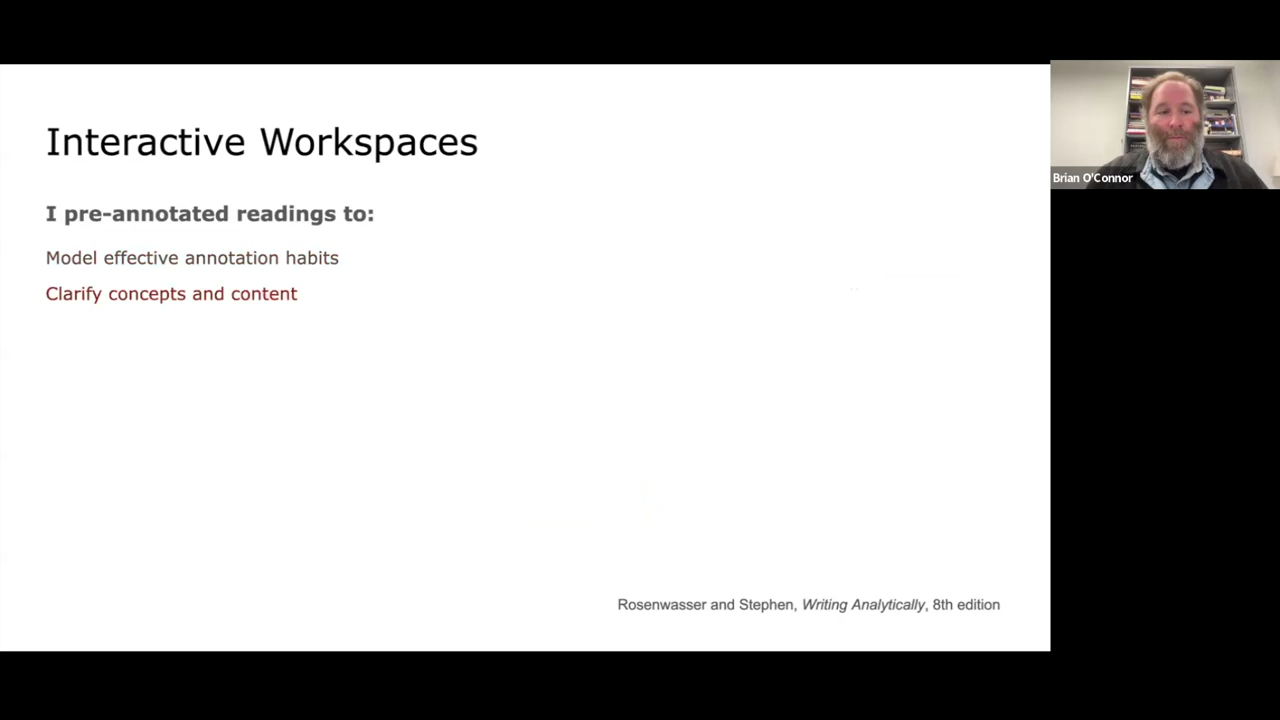 Interactive Workspaces
I pre-annotated readings to:
Model effective annotation habits
Clarify concepts and content
Rosenwasser and Stephen, Writing Analytically, 8th edition
Brian O'Connor